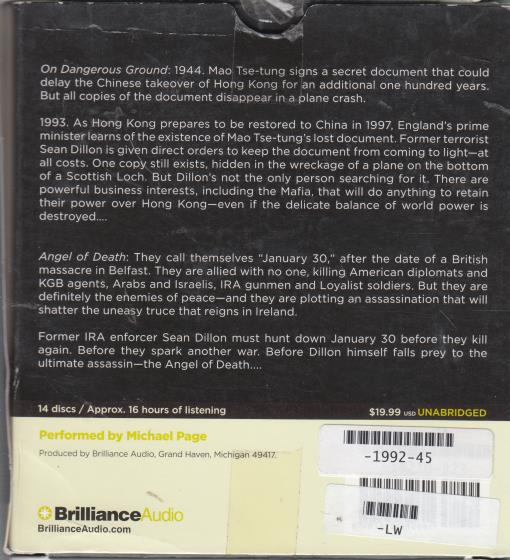 On Dangerous Ground: 1944. Mao Tse-tung signs a secret document that could
delay the Chinese takeover of Hong Kong for an additional one hundred years.
But all copies of the document disappear in a plane crash.
1993. As Hong Kong prepares to be restored to China in 1997, England's prime
minister learns of the existence of Mao Tse-tung's lost document. Former terrorist
Sean Dillon is given direct orders to keep the document from coming to light—at
all costs. One copy still exists, hidden in the wreckage of a plane on the bottom
of a Scottish Loch. But Dillon's not the only person searching for it. There are
powerful business interests, including the Mafia, that will do anything to retain
their power over Hong Kong—even if the delicate balance of world power is
destroyed....
Angel of Death: They call themselves "January 30," after the date of a British
massacre in Belfast. They are allied with no one, killing American diplomats and
KGB agents, Arabs and Israelis, IRA gunmen and Loyalist soldiers. But they are
definitely the enemies of peace—and they are plotting an assassination that will
shatter the uneasy truce that reigns in Ireland.
Former IRA enforcer Sean Dillon must hunt down January 30 before they kill
again. Before they spark another war. Before Dillon himself falls prey to the
ultimate assassin—the Angel of Death....
14 discs / Approx. 16 hours of listening
$19.99 USD UNABRIDGED
Performed by Michael Page
Produced by Brilliance Audio, Grand Haven, Michigan 49417.
-1992-45
-LW
BrillianceAudio
BrillianceAudio.com